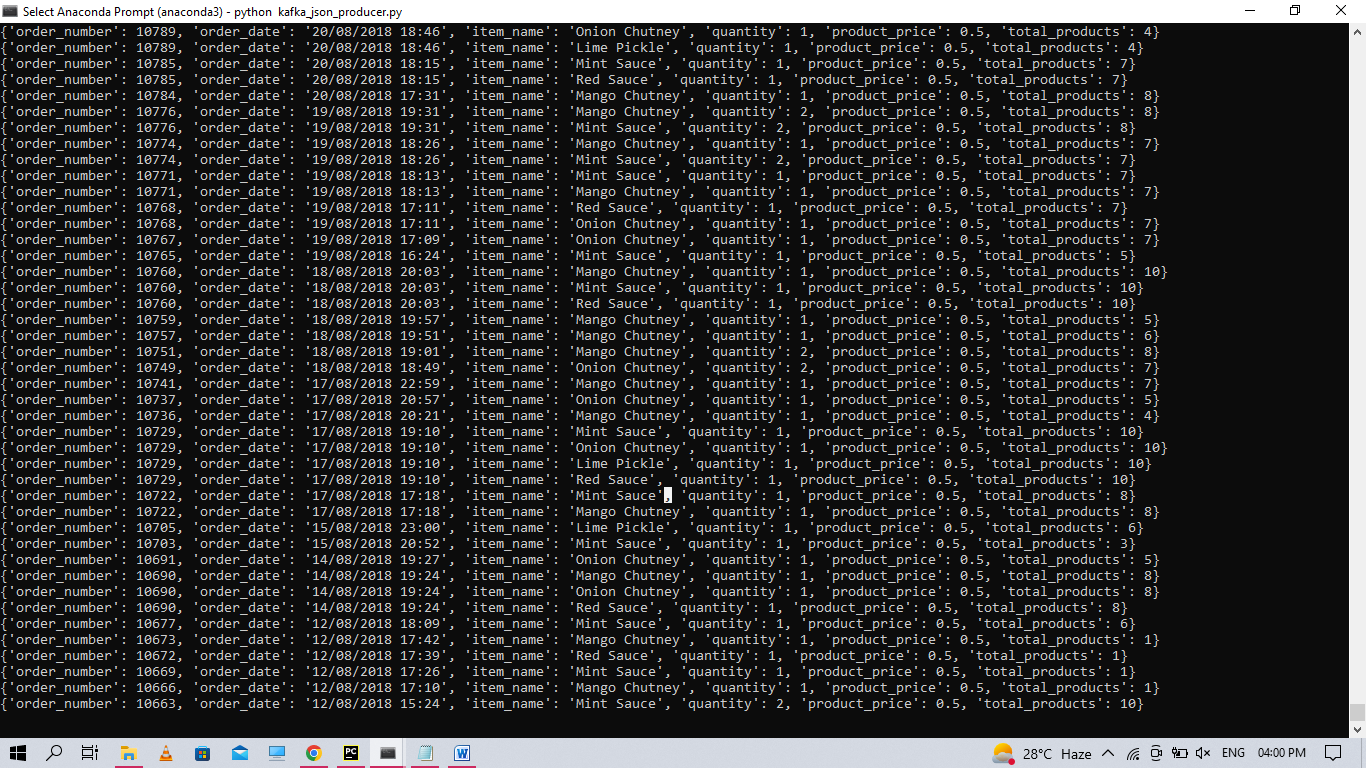 Select Anaconda Prompt (anaconda3) - python  kafka_json_producer.py
{'order_number': 10789, 'order_date': '20/08/2018 18:46', 'item_name': 'Onion Chutney', 'quantity': 1, 'product_price': 0.5, 'total_products': 4}
{'order_number': 10789, 'order_date': '20/08/2018 18:46', 'item_name': 'Lime Pickle', 'quantity': 1, 'product_price': 0.5, 'total_products': 4}
{'order_number': 10785, 'order_date': '20/08/2018 18:15', 'item_name': 'Mint Sauce', 'quantity': 1, 'product_price': 0.5, 'total_products': 7}
{'order_number': 10785, 'order_date': '20/08/2018 18:15', 'item_name': 'Red Sauce', 'quantity': 1, 'product_price': 0.5, 'total_products': 7}
{'order_number': 10784, 'order_date': '20/08/2018 17:31', 'item_name': 'Mango Chutney', 'quantity': 1, 'product_price': 0.5, 'total_products': 8}
{'order_number': 10776, 'order_date': '19/08/2018 19:31', 'item_name': 'Mango Chutney', 'quantity': 2, 'product_price': 0.5, 'total_products': 8}
{'order_number': 10776, 'order_date': '19/08/2018 19:31', 'item_name': 'Mint Sauce', 'quantity': 2, 'product_price': 0.5, 'total_products': 8}
{'order_number': 10774, 'order_date': '19/08/2018 18:26', 'item_name': 'Mango Chutney', 'quantity': 1, 'product_price': 0.5, 'total_products': 7}
{'order_number': 10774, 'order_date': '19/08/2018 18:26', 'item_name': 'Mint Sauce', 'quantity': 2, 'product_price': 0.5, 'total_products': 7}
{'order_number': 10771, 'order_date': '19/08/2018 18:13', 'item_name': 'Mint Sauce', 'quantity': 1, 'product_price': 0.5, 'total_products': 7}
{'order_number': 10771, 'order_date': '19/08/2018 18:13', 'item_name': 'Mango Chutney', 'quantity': 1, 'product_price': 0.5, 'total_products': 7}
{'order_number': 10768, 'order_date': '19/08/2018 17:11', 'item_name': 'Red Sauce', 'quantity': 1, 'product_price': 0.5, 'total_products': 7}
{'order_number': 10768, 'order_date': '19/08/2018 17:11', 'item_name': 'Onion Chutney', 'quantity': 1, 'product_price': 0.5, 'total_products': 7}
{'order_number': 10767, 'order_date': '19/08/2018 17:09', 'item_name': 'Onion Chutney', 'quantity': 1, 'product_price': 0.5, 'total_products': 7}
{'order_number': 10765, 'order_date': '19/08/2018 16:24', 'item_name': 'Mint Sauce', 'quantity': 1, 'product_price': 0.5, 'total_products': 5}
{'order_number': 10760, 'order_date': '18/08/2018 20:03', 'item_name': 'Mango Chutney', 'quantity': 1, 'product_price': 0.5, 'total_products': 10}
{'order_number': 10760, 'order_date': '18/08/2018 20:03', 'item_name': 'Mint Sauce', 'quantity': 1, 'product_price': 0.5, 'total_products': 10}
{'order_number': 10760, 'order_date': '18/08/2018 20:03', 'item_name': 'Red Sauce', 'quantity': 1, 'product_price': 0.5, 'total_products': 10}
{'order_number': 10759, 'order_date': '18/08/2018 19:57', 'item_name': 'Mango Chutney', 'quantity': 1, 'product_price': 0.5, 'total_products': 5}
{'order_number': 10757, 'order_date': '18/08/2018 19:51', 'item_name': 'Mango Chutney', 'quantity': 1, 'product_price': 0.5, 'total_products': 6}
{'order_number': 10751, 'order_date': '18/08/2018 19:01', 'item_name': 'Mango Chutney', 'quantity': 2, 'product_price': 0.5, 'total_products': 8}
{'order_number': 10749, 'order_date': '18/08/2018 18:49', 'item_name': 'Onion Chutney', 'quantity': 2, 'product_price': 0.5, 'total_products': 7}
{'order_number': 10741, 'order_date': '17/08/2018 22:59', 'item_name': 'Mango Chutney', 'quantity': 1, 'product_price': 0.5, 'total_products': 7}
{'order_number': 10737, 'order_date': '17/08/2018 20:57', 'item_name': 'Onion Chutney', 'quantity': 1, 'product_price': 0.5, 'total_products': 5}
{'order_number': 10736, 'order_date': '17/08/2018 20:21', 'item_name': 'Mango Chutney', 'quantity': 1, 'product_price': 0.5, 'total_products': 4}
{'order_number': 10729, 'order_date': '17/08/2018 19:10', 'item_name': 'Mint Sauce', 'quantity': 1, 'product_price': 0.5, 'total_products': 10}
{'order_number': 10729, 'order_date': '17/08/2018 19:10', 'item_name': 'Onion Chutney', 'quantity': 1, 'product_price': 0.5, 'total_products': 10}
{'order_number': 10729, 'order_date': '17/08/2018 19:10', 'item_name': 'Lime Pickle', 'quantity': 1, 'product_price': 0.5, 'total_products': 10}
{'order_number': 10729, 'order_date': '17/08/2018 19:10', 'item_name': 'Red Sauce', 'quantity': 1, 'product_price': 0.5, 'total_products': 10}
{'order_number': 10722, 'order_date': '17/08/2018 17:18', 'item_name': 'Mint Sauce', 'quantity': 1, 'product_price': 0.5, 'total_products': 8}
{'order_number': 10722, 'order_date': '17/08/2018 17:18', 'item_name': 'Mango Chutney', 'quantity': 1, 'product_price': 0.5, 'total_products': 8}
{'order_number': 10705, 'order_date': '15/08/2018 23:00', 'item_name': 'Lime Pickle', 'quantity': 1, 'product_price': 0.5, 'total_products': 6}
{'order_number': 10703, 'order_date': '15/08/2018 20:52', 'item_name': 'Mint Sauce', 'quantity': 1, 'product_price': 0.5, 'total_products': 3}
{'order_number': 10691, 'order_date': '14/08/2018 19:27', 'item_name': 'Onion Chutney', 'quantity': 1, 'product_price': 0.5, 'total_products': 5}
{'order_number': 10690, 'order_date': '14/08/2018 19:24', 'item_name': 'Mango Chutney', 'quantity': 1, 'product_price': 0.5, 'total_products': 8}
{'order_number': 10690, 'order_date': '14/08/2018 19:24', 'item_name': 'Onion Chutney', 'quantity': 1, 'product_price': 0.5, 'total_products': 8}
{'order_number': 10690, 'order_date': '14/08/2018 19:24', 'item_name': 'Red Sauce', 'quantity': 1, 'product_price': 0.5, 'total_products': 8}
{'order_number': 10677, 'order_date': '12/08/2018 18:09', 'item_name': 'Mint Sauce', 'quantity': 1, 'product_price': 0.5, 'total_products': 6}
{'order_number': 10673, 'order_date': '12/08/2018 17:42', 'item_name': 'Mango Chutney', 'quantity': 1, 'product_price': 0.5, 'total_products': 1}
{'order_number': 10672, 'order_date': '12/08/2018 17:39', 'item_name': 'Red Sauce', 'quantity': 1, 'product_price': 0.5, 'total_products': 1}
{'order_number': 10669, 'order_date': '12/08/2018 17:26', 'item_name': 'Mint Sauce', 'quantity': 1, 'product_price': 0.5, 'total_products': 1}
{'order_number': 10666, 'order_date': '12/08/2018 17:10', 'item_name': 'Mango Chutney', 'quantity': 1, 'product_price': 0.5, 'total_products': 1}
{'order_number': 10663, 'order_date': '12/08/2018 15:24', 'item_name': 'Mint Sauce', 'quantity': 2, 'product_price': 0.5, 'total_products': 10}
PC W 28°C Haze ENG 04:00 PM